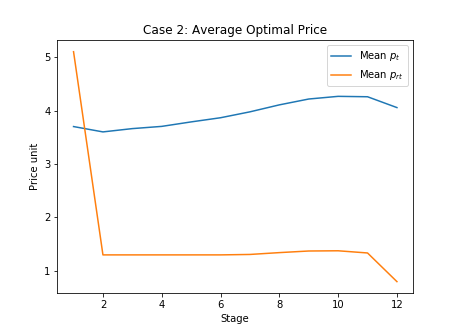 Case 2: Average Optimal Price
Mean p_t
Mean p_rt
Price unit
5
4
3
2
1
2 4 6 8 10 12
Stage